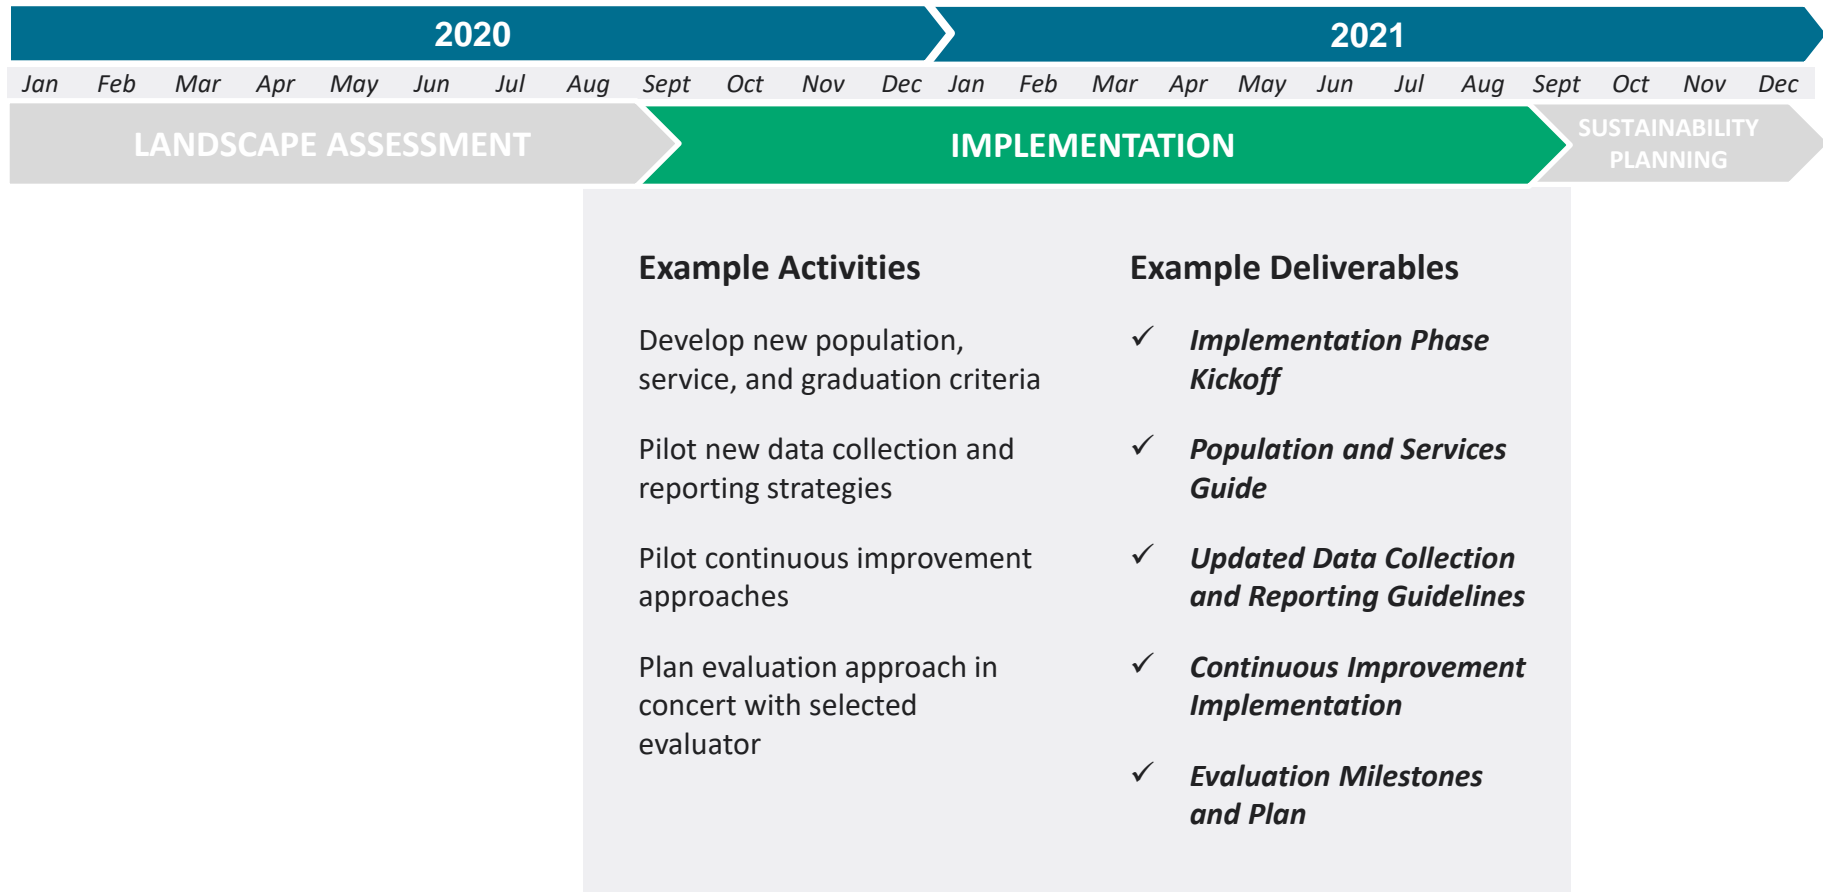 2020 2021
Jan Feb Mar Apr May Jun Jul Aug Sept Oct Nov Dec Jan Feb Mar Apr May Jun Jul Aug Sept Oct Nov Dec
LANDSCAPE ASSESSMENT
IMPLEMENTATION
SUSTAINABILITY
PLANNING
Example Activities
Develop new population,
service, and graduation criteria
Pilot new data collection and
reporting strategies
Pilot continuous improvement
approaches
Plan evaluation approach in
concert with selected
evaluator
Example Deliverables
✓ Implementation Phase
Kickoff
✓ Population and Services
Guide
✓ Updated Data Collection
and Reporting Guidelines
✓ Continuous Improvement
Implementation
✓ Evaluation Milestones
and Plan